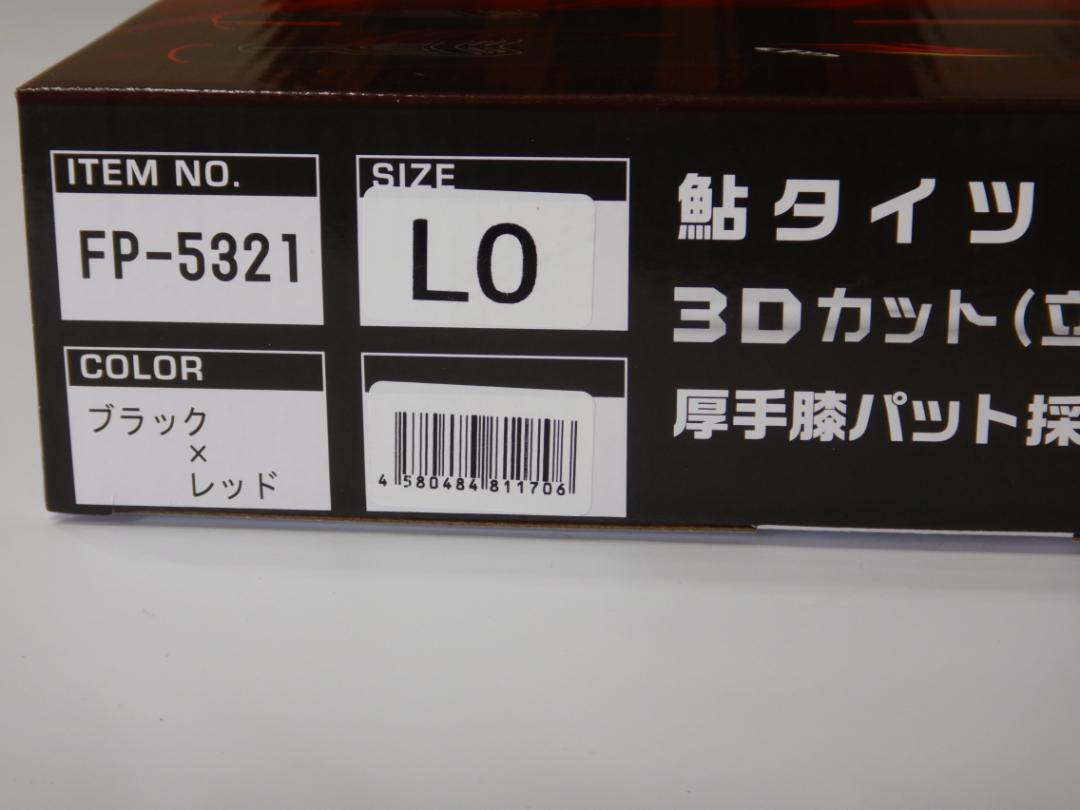 ITEM NO.
FP-5321
SIZE
LO
COLOR
ブラック
×
レッド
4 580484 811706
鮎タイツ
3Dカット(立
厚手膝パット採